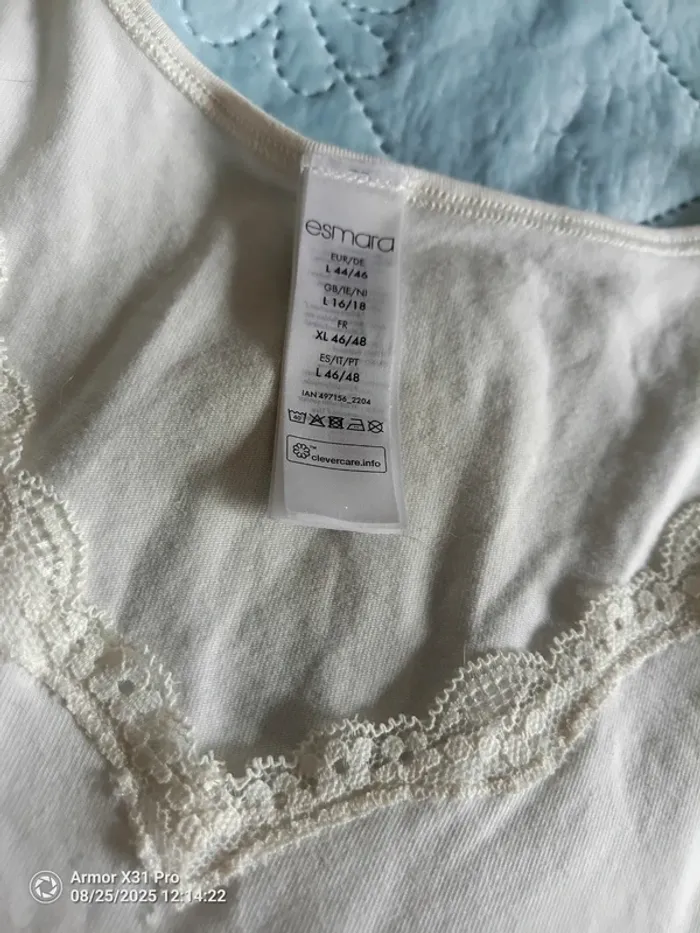 esmara
EUR/DE
L 44/46
GB/IE/NI
L 16/18
FR
XL 46/48
ES/IT/PT
L 46/48
IAN 497156_2204
40
clevercare.info
Armor X31 Pro
08/25/2025 12:14:22